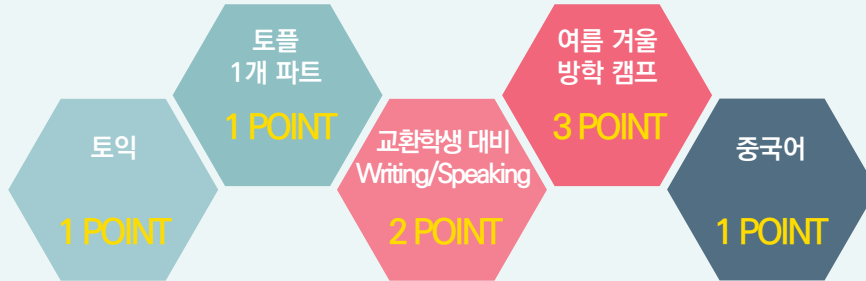 토익
1 POINT
토플
1개 파트
1 POINT
교환학생 대비
Writing/Speaking
2 POINT
여름 겨울
방학 캠프
3 POINT
중국어
1 POINT